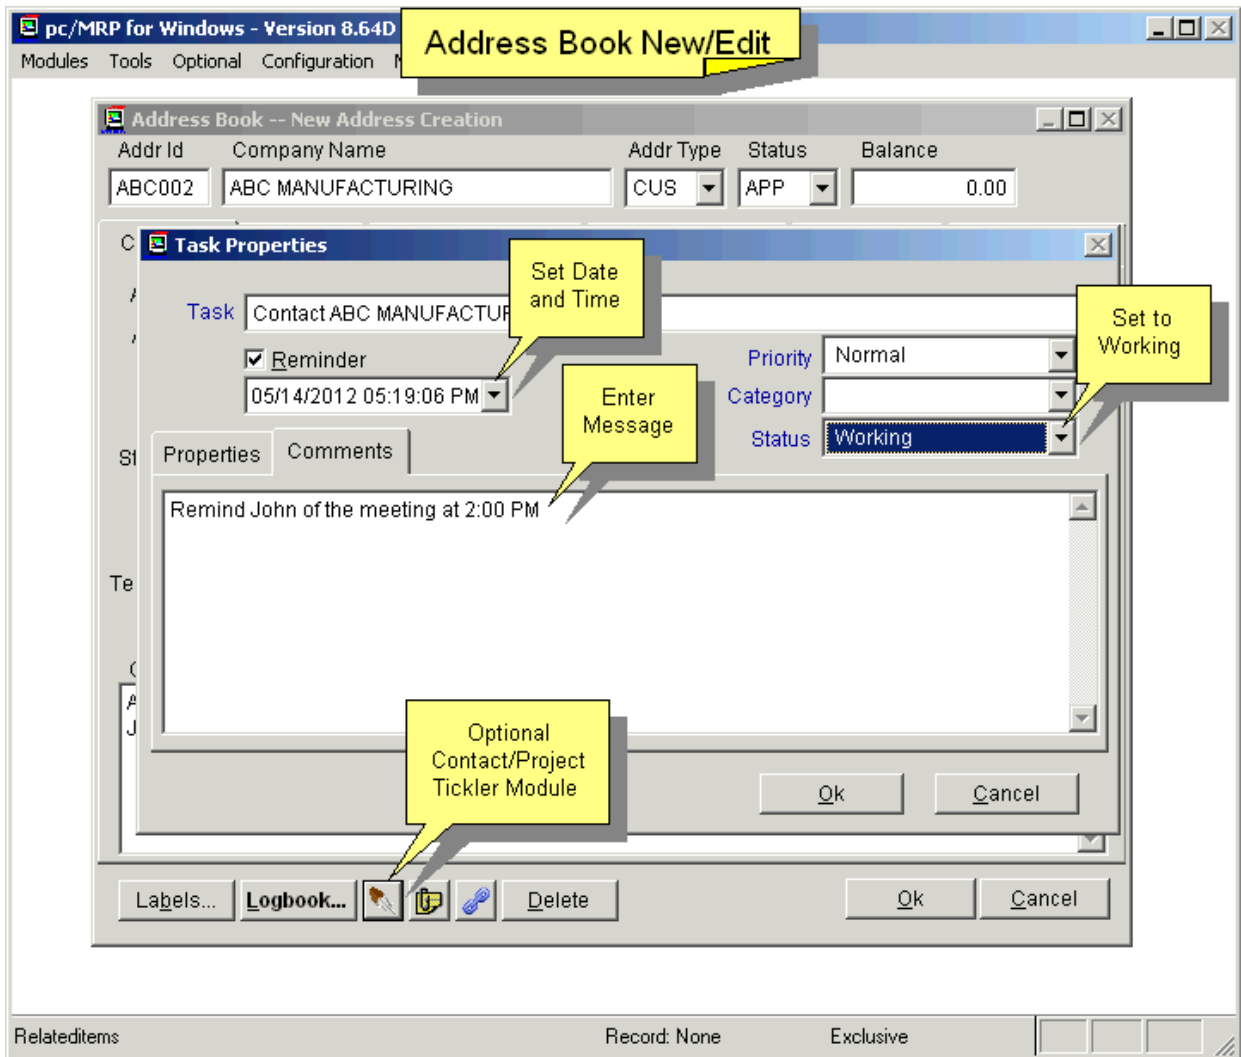 pc/MRP for Windows - Version 8.64D
Address Book New/Edit
Modules Tools Optional Configuration
Address Book -- New Address Creation
Addr Id Company Name Addr Type Status Balance
ABC002 ABC MANUFACTURING CUS APP 0.00
Task Properties
Set Date
and Time
Task Contact ABC MANUFACTUR
Set to
Working
Reminder
Priority Normal
05/14/2012 05:19:06 PM
Enter
Message
Category
Status Working
Properties Comments
Remind John of the meeting at 2:00 PM
Te
Optional
Contact/Project
Tickler Module
Ok Cancel
Labels... Logbook... Delete Ok Cancel
Relateditems Record: None Exclusive